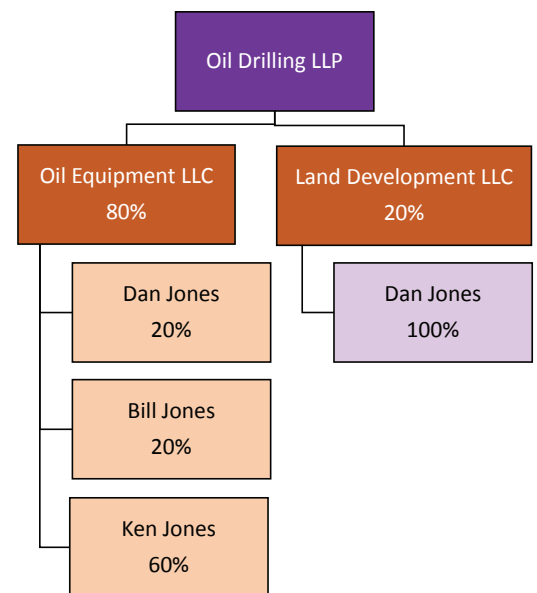 Oil Drilling LLP
Oil Equipment LLC
80%
Land Development LLC
20%
Dan Jones
20%
Dan Jones
100%
Bill Jones
20%
Ken Jones
60%